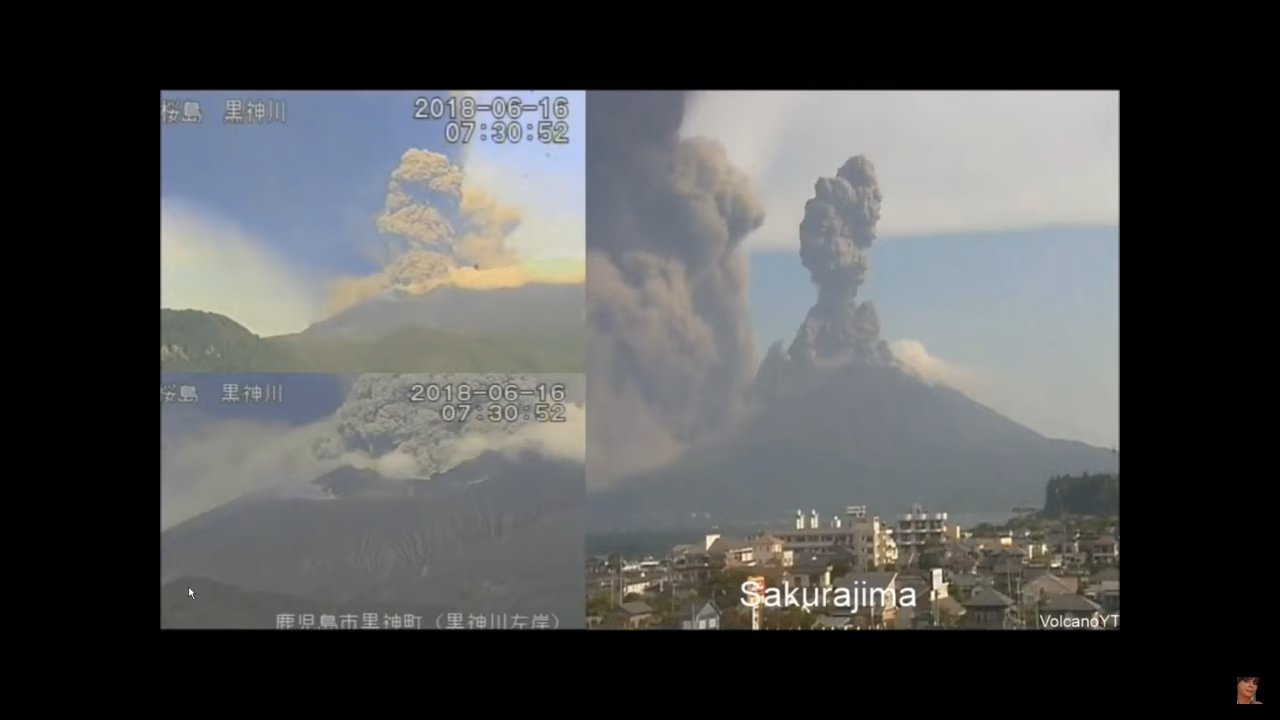 桜島 黒神川
2018-06-16
07:30:52
桜島 黒神川
2018-06-16
07:30:52
鹿児島市黒神町（黒神川左岸）
Sakurajima
VolcanoYT